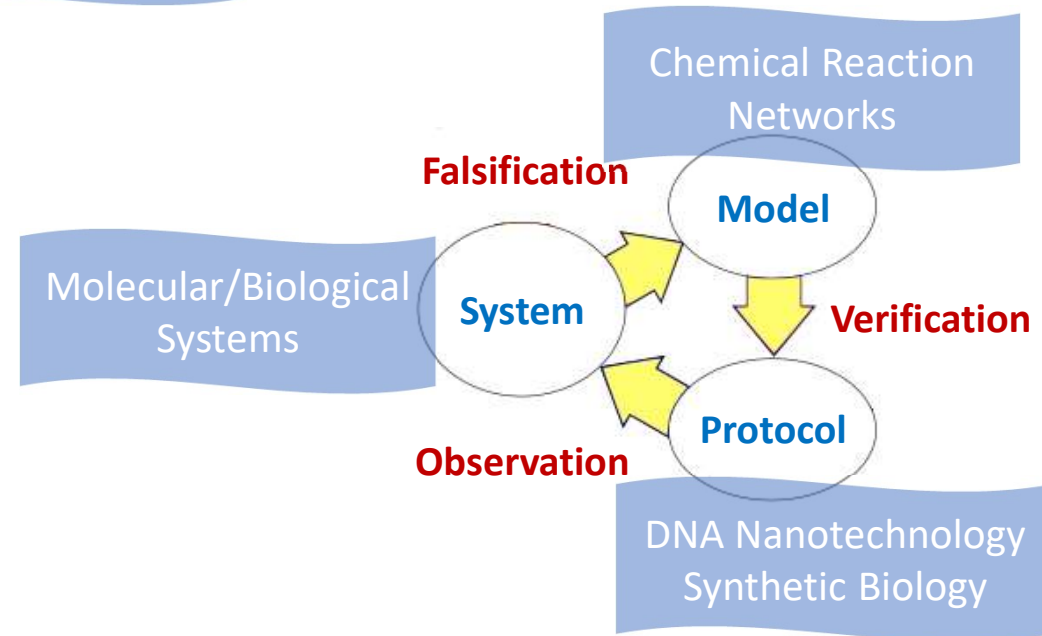 Chemical Reaction
Networks
Falsification
Model
Molecular/Biological
Systems
System
Verification
Protocol
Observation
DNA Nanotechnology
Synthetic Biology